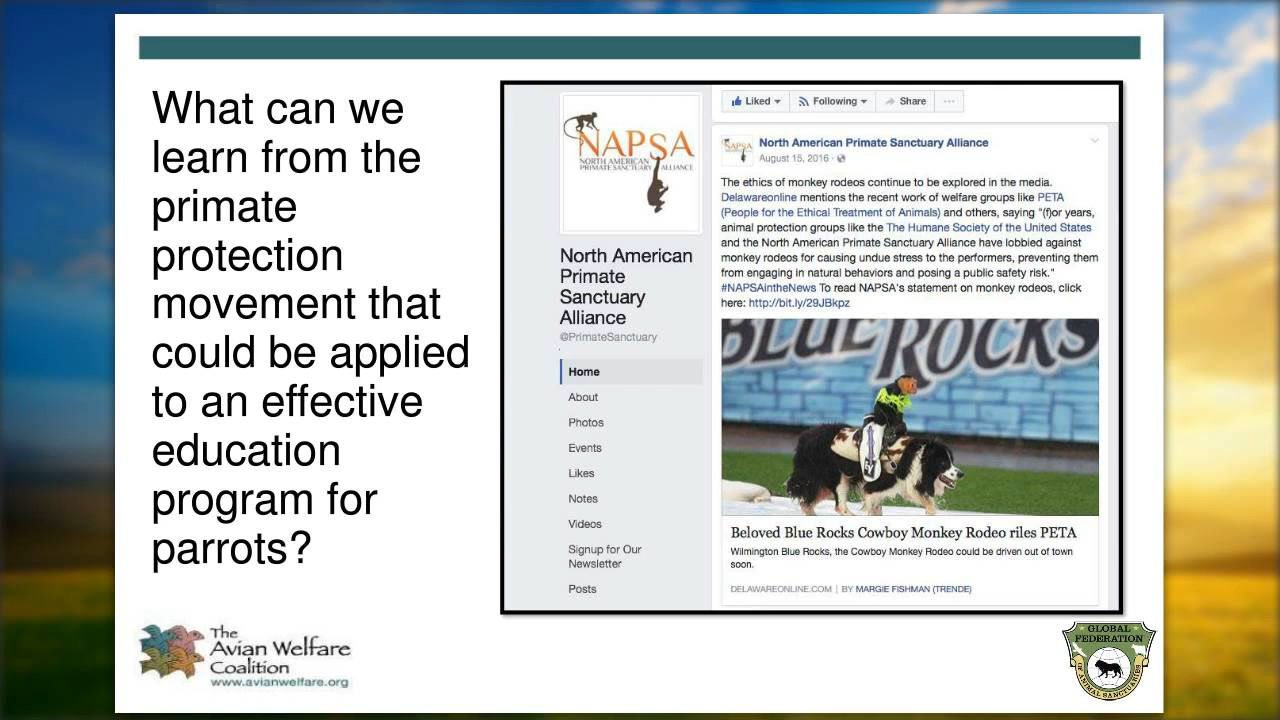 What can we
learn from the
primate
protection
movement that
could be applied
to an effective
education
program for
parrots?
NAPSA
NORTH AMERICAN
PRIMATE SANCTUARY ALLIANCE
North American
Primate
Sanctuary
Alliance
@PrimateSanctuary
Home
About
Photos
Events
Likes
Notes
Videos
Signup for Our
Newsletter
Posts
Liked
Following
Share
NAPSA
North American Primate Sanctuary Alliance
August 15, 2016 ·
The ethics of monkey rodeos continue to be explored in the media.
Delawareonline mentions the recent work of welfare groups like PETA
(People for the Ethical Treatment of Animals) and others, saying "(f)or years,
animal protection groups like the The Humane Society of the United States
and the North American Primate Sanctuary Alliance have lobbied against
monkey rodeos for causing undue stress to the performers, preventing them
from engaging in natural behaviors and posing a public safety risk."
#NAPSAintheNews To read NAPSA's statement on monkey rodeos, click
here: http://bit.ly/29JBkpz
BLUE ROCKS
Beloved Blue Rocks Cowboy Monkey Rodeo riles PETA
Wilmington Blue Rocks, the Cowboy Monkey Rodeo could be driven out of town
soon.
DELAWAREONLINE.COM | BY MARGIE FISHMAN (TRENDE)
The
Avian Welfare
Coalition
www.avianwelfare.org
GLOBAL
FEDERATION
OF ANIMAL SANCTUARIES